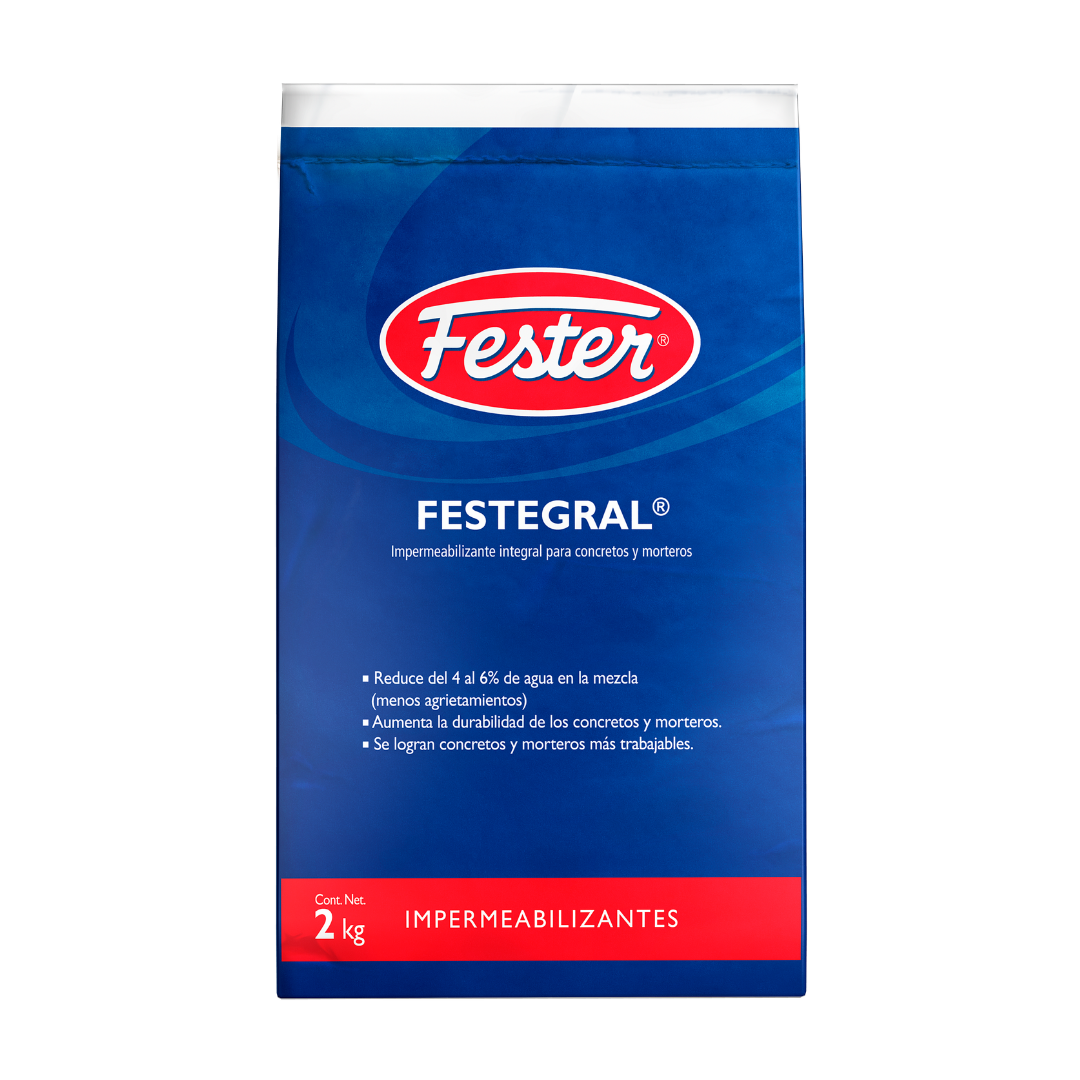 Fester®
FESTEGRAL®
Impermeabilizante integral para concretos y morteros
▪ Reduce del 4 al 6% de agua en la mezcla
(menos agrietamientos)
▪ Aumenta la durabilidad de los concretos y morteros.
▪ Se logran concretos y morteros más trabajables.
Cont. Net.
2 kg
IMPERMEABILIZANTES